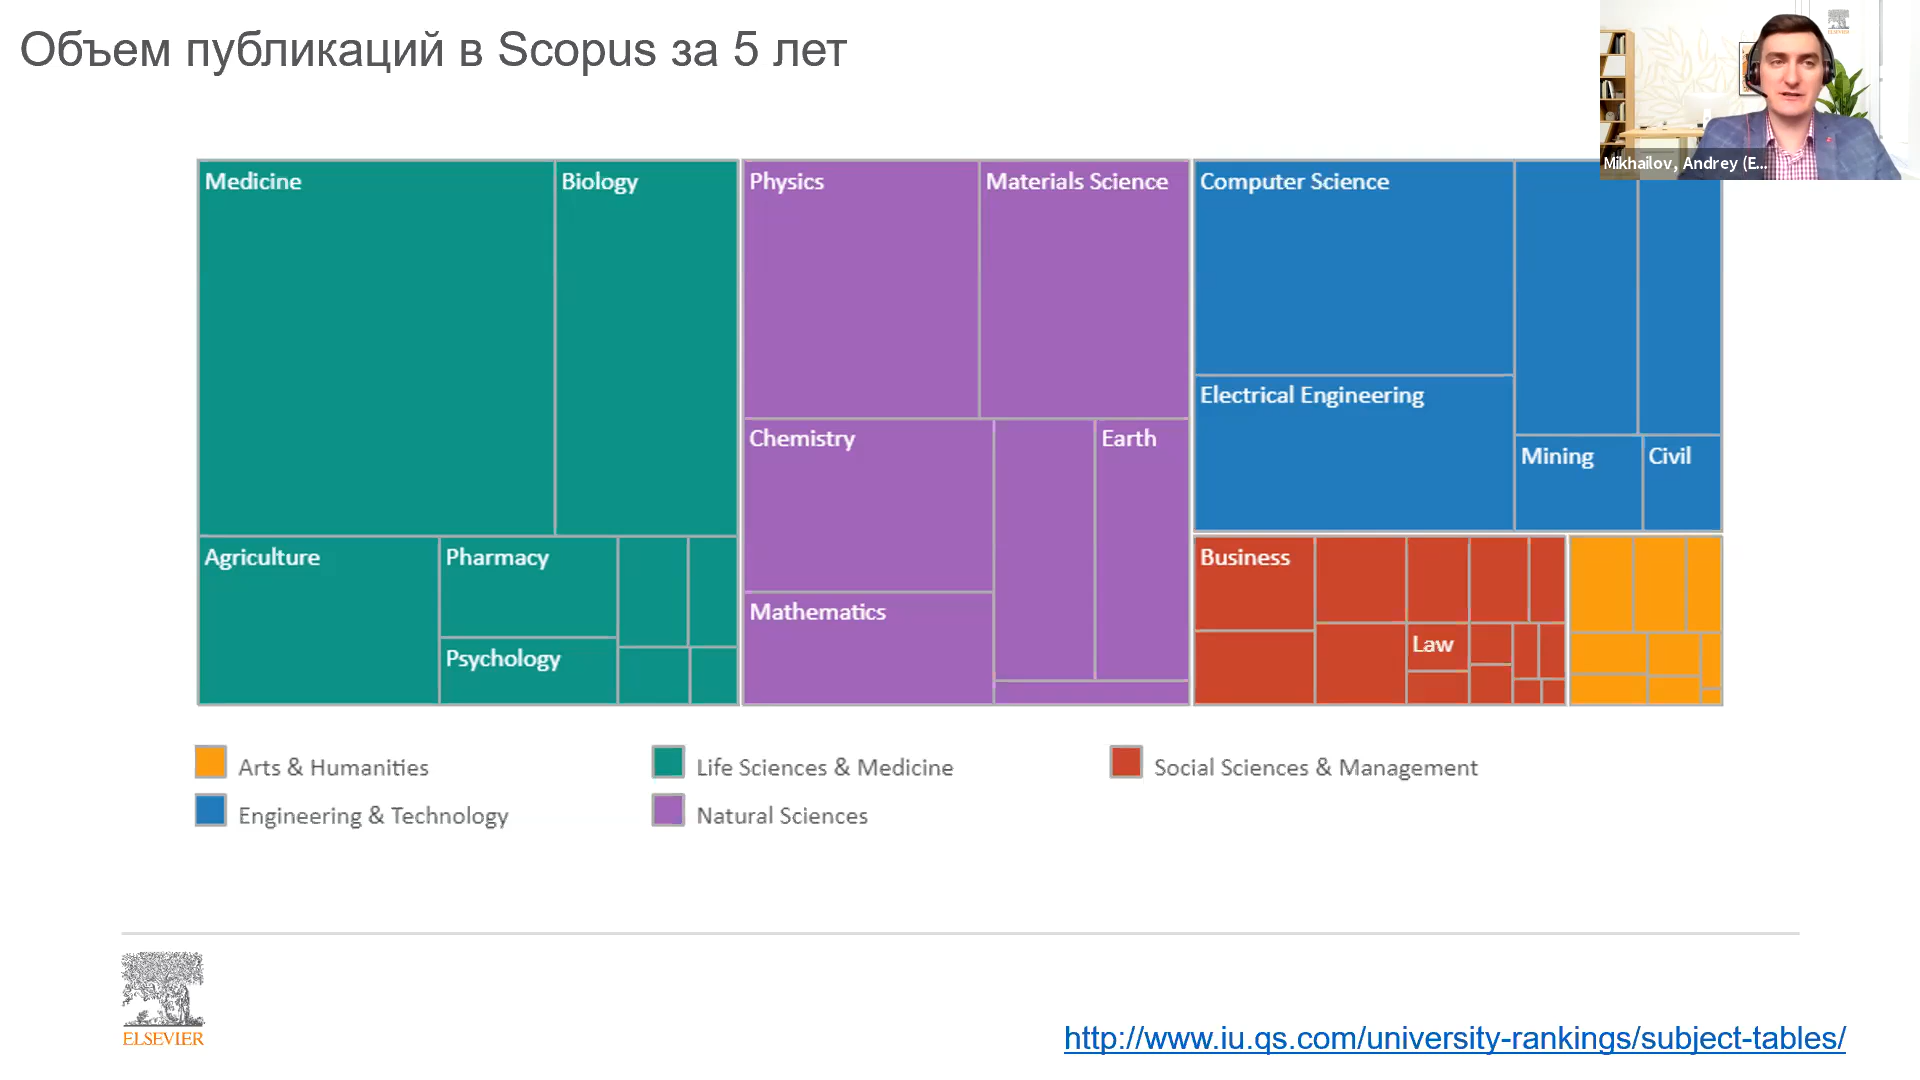 Объем публикаций в Scopus за 5 лет
Mikhailov, Andrey (E...
Medicine
Biology
Physics
Materials Science
Computer Science
Electrical Engineering
Chemistry
Earth
Mining
Civil
Agriculture
Pharmacy
Psychology
Mathematics
Business
Law
Arts & Humanities
Life Sciences & Medicine
Social Sciences & Management
Engineering & Technology
Natural Sciences
ELSEVIER
http://www.iu.qs.com/university-rankings/subject-tables/